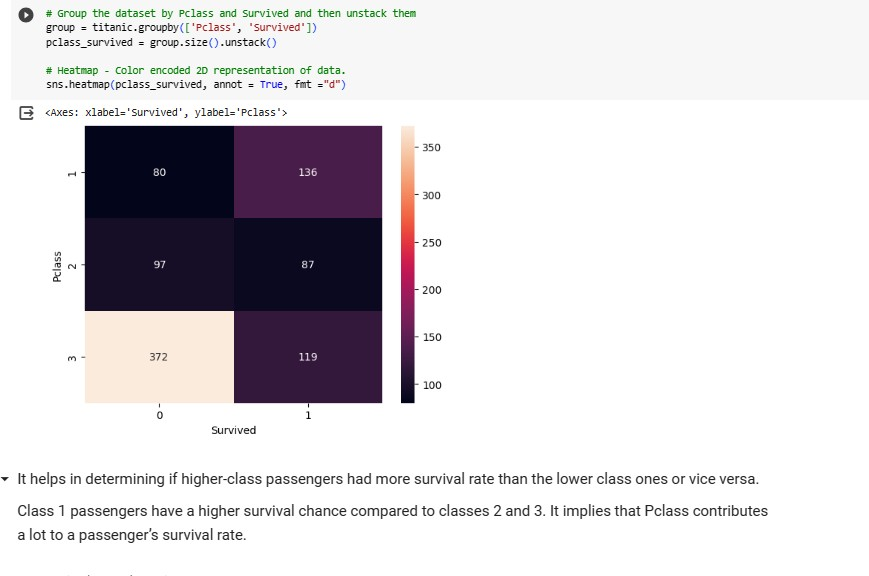 # Group the dataset by Pclass and Survived and then unstack them
group = titanic.groupby(['Pclass', 'Survived'])
pclass_survived = group.size().unstack()
# Heatmap - Color encoded 2D representation of data.
sns.heatmap(pclass_survived, annot = True, fmt ="d")
<Axes: xlabel='Survived', ylabel='Pclass'>
350
1 80 136
300
250
Pclass 2 97 87
200
150
3 372 119
100
0 1
Survived
It helps in determining if higher-class passengers had more survival rate than the lower class ones or vice versa.
Class 1 passengers have a higher survival chance compared to classes 2 and 3. It implies that Pclass contributes
a lot to a passenger’s survival rate.